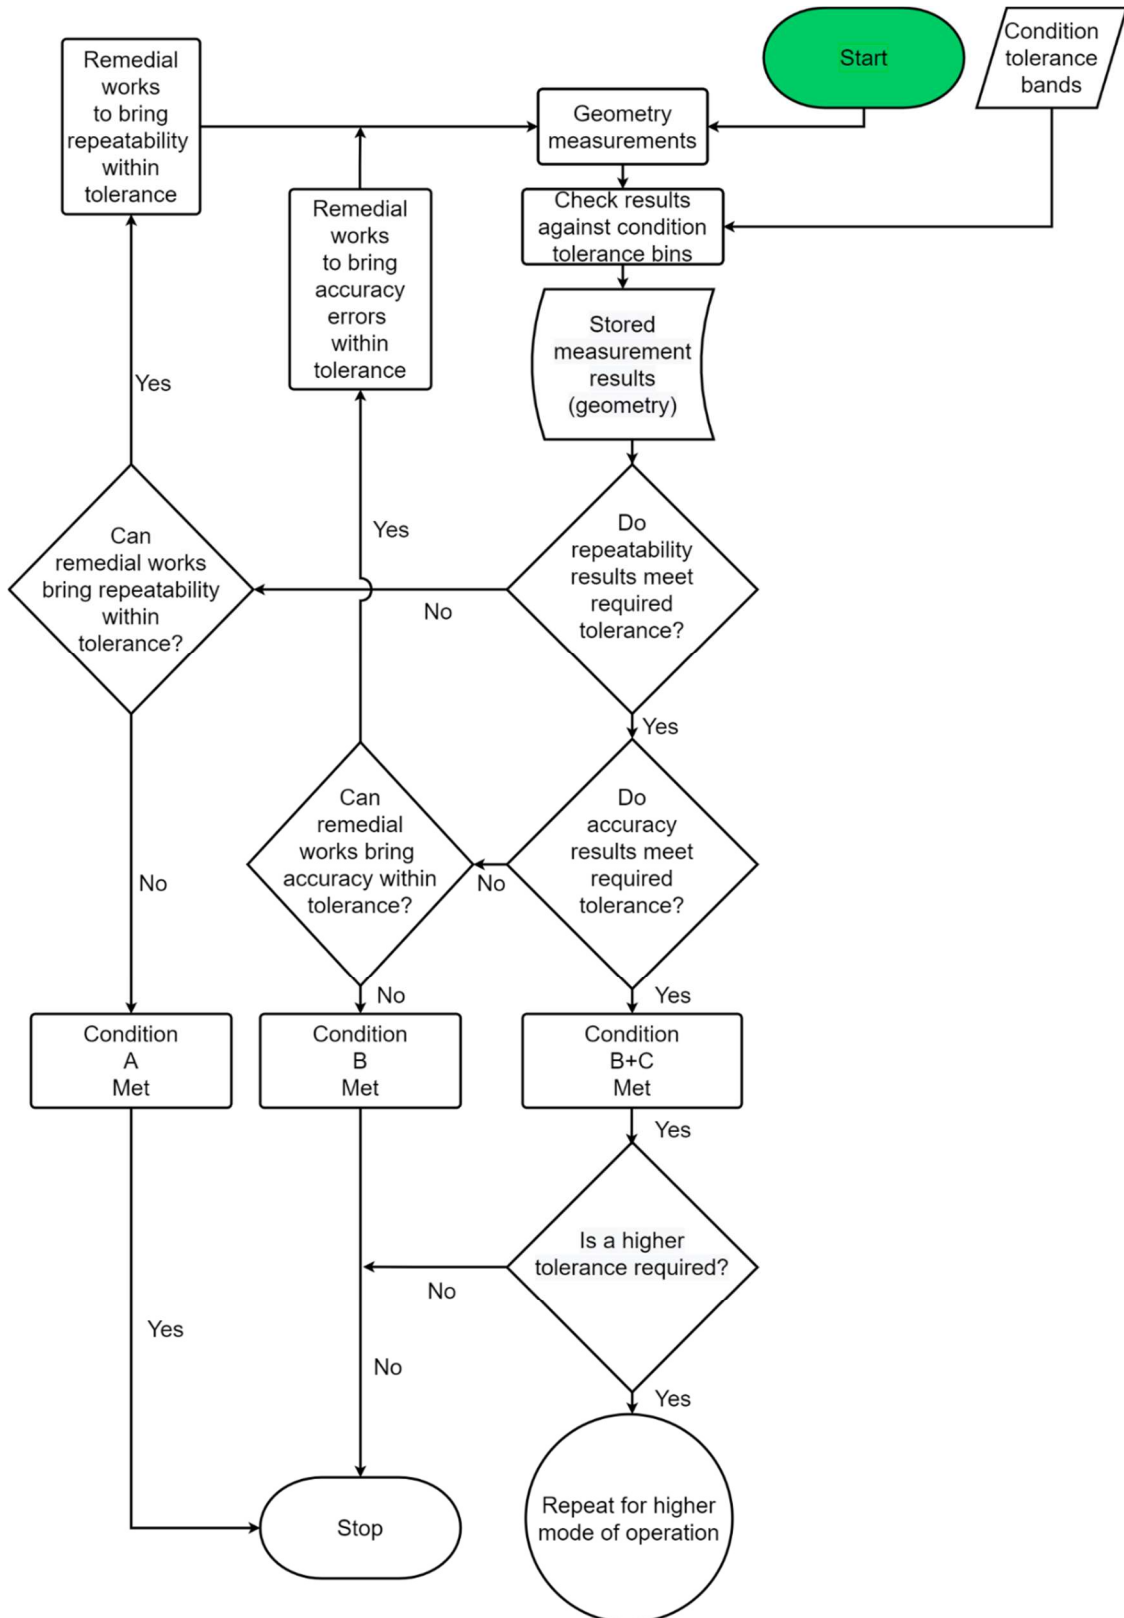 Start
Condition
tolerance
bands
Remedial
works
to bring
repeatability
within
tolerance
Geometry
measurements
Remedial
works
to bring
accuracy
errors
within
tolerance
Check results
against condition
tolerance bins
Stored
measurement
results
(geometry)
Yes
Can
remedial works
bring repeatability
within
tolerance?
Yes
No
Do
repeatability
results meet
required
tolerance?
Yes
Can
remedial
works bring
accuracy within
tolerance?
No
Do
accuracy
results meet
required
tolerance?
No
No
Yes
Condition
A
Met
Condition
B
Met
Condition
B+C
Met
Yes
Is a higher
tolerance required?
No
Yes
No
Yes
Stop
Repeat for higher
mode of operation